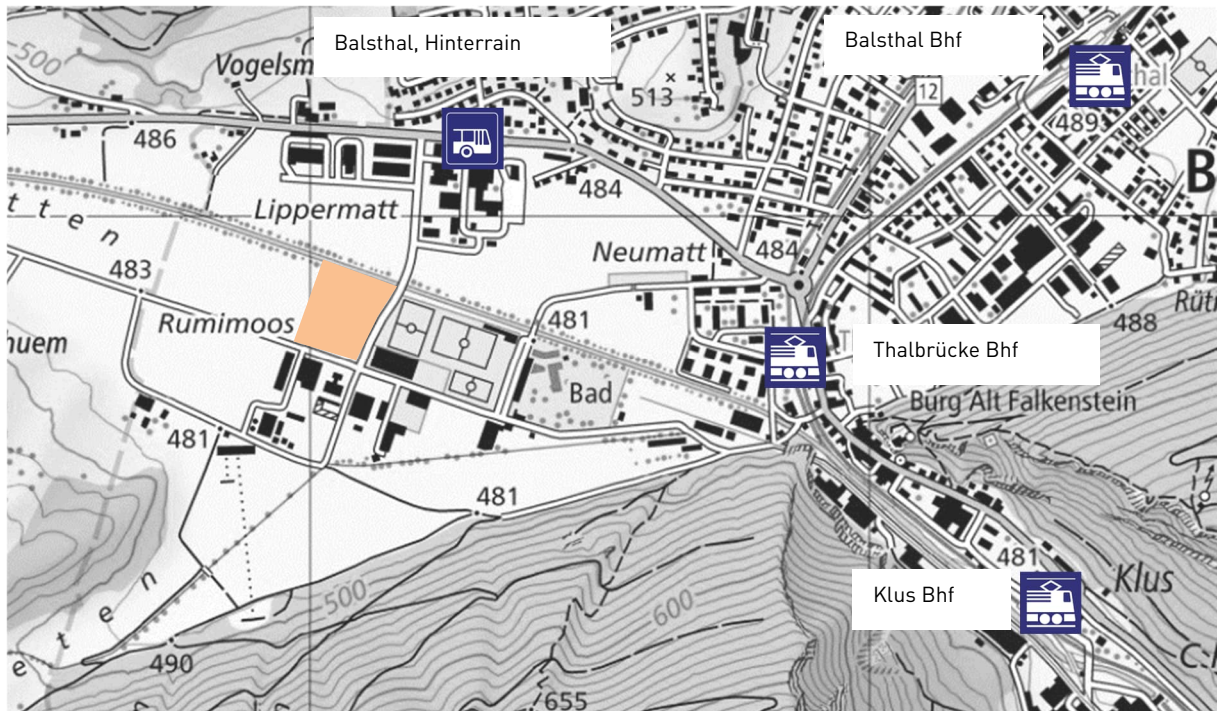 Balsthal, Hinterrain
Balsthal Bhf
500
Vogelsm
513
12
thal
489
486
484
B
Lippermatt
t t e n
Neumatt
484
483
Rumimoos
481
488
Rüti
huem
Thalbrücke Bhf
Bad
Burg Alt Falkenstein
481
481
481
Klus Bhf
Klus
500
600
e t e n
490
655